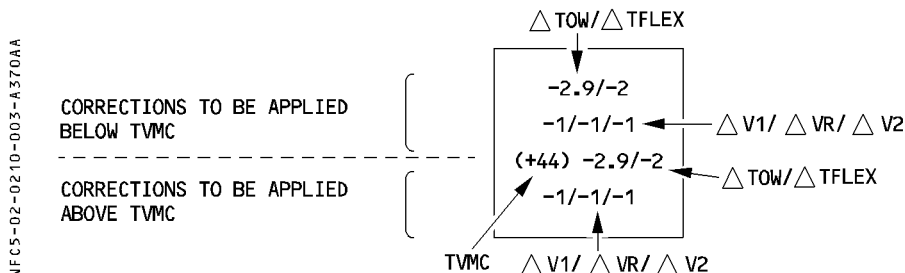 △ TOW/△ TFLEX
CORRECTIONS TO BE APPLIED
BELOW TVMC
-2.9/-2
-1/-1/-1
△ V1/ △ VR/ △ V2
(+44) -2.9/-2
△ TOW/△ TFLEX
CORRECTIONS TO BE APPLIED
ABOVE TVMC
-1/-1/-1
TVMC
△ V1/ △ VR/ △ V2
NFC5-02-0210-003-A370AA